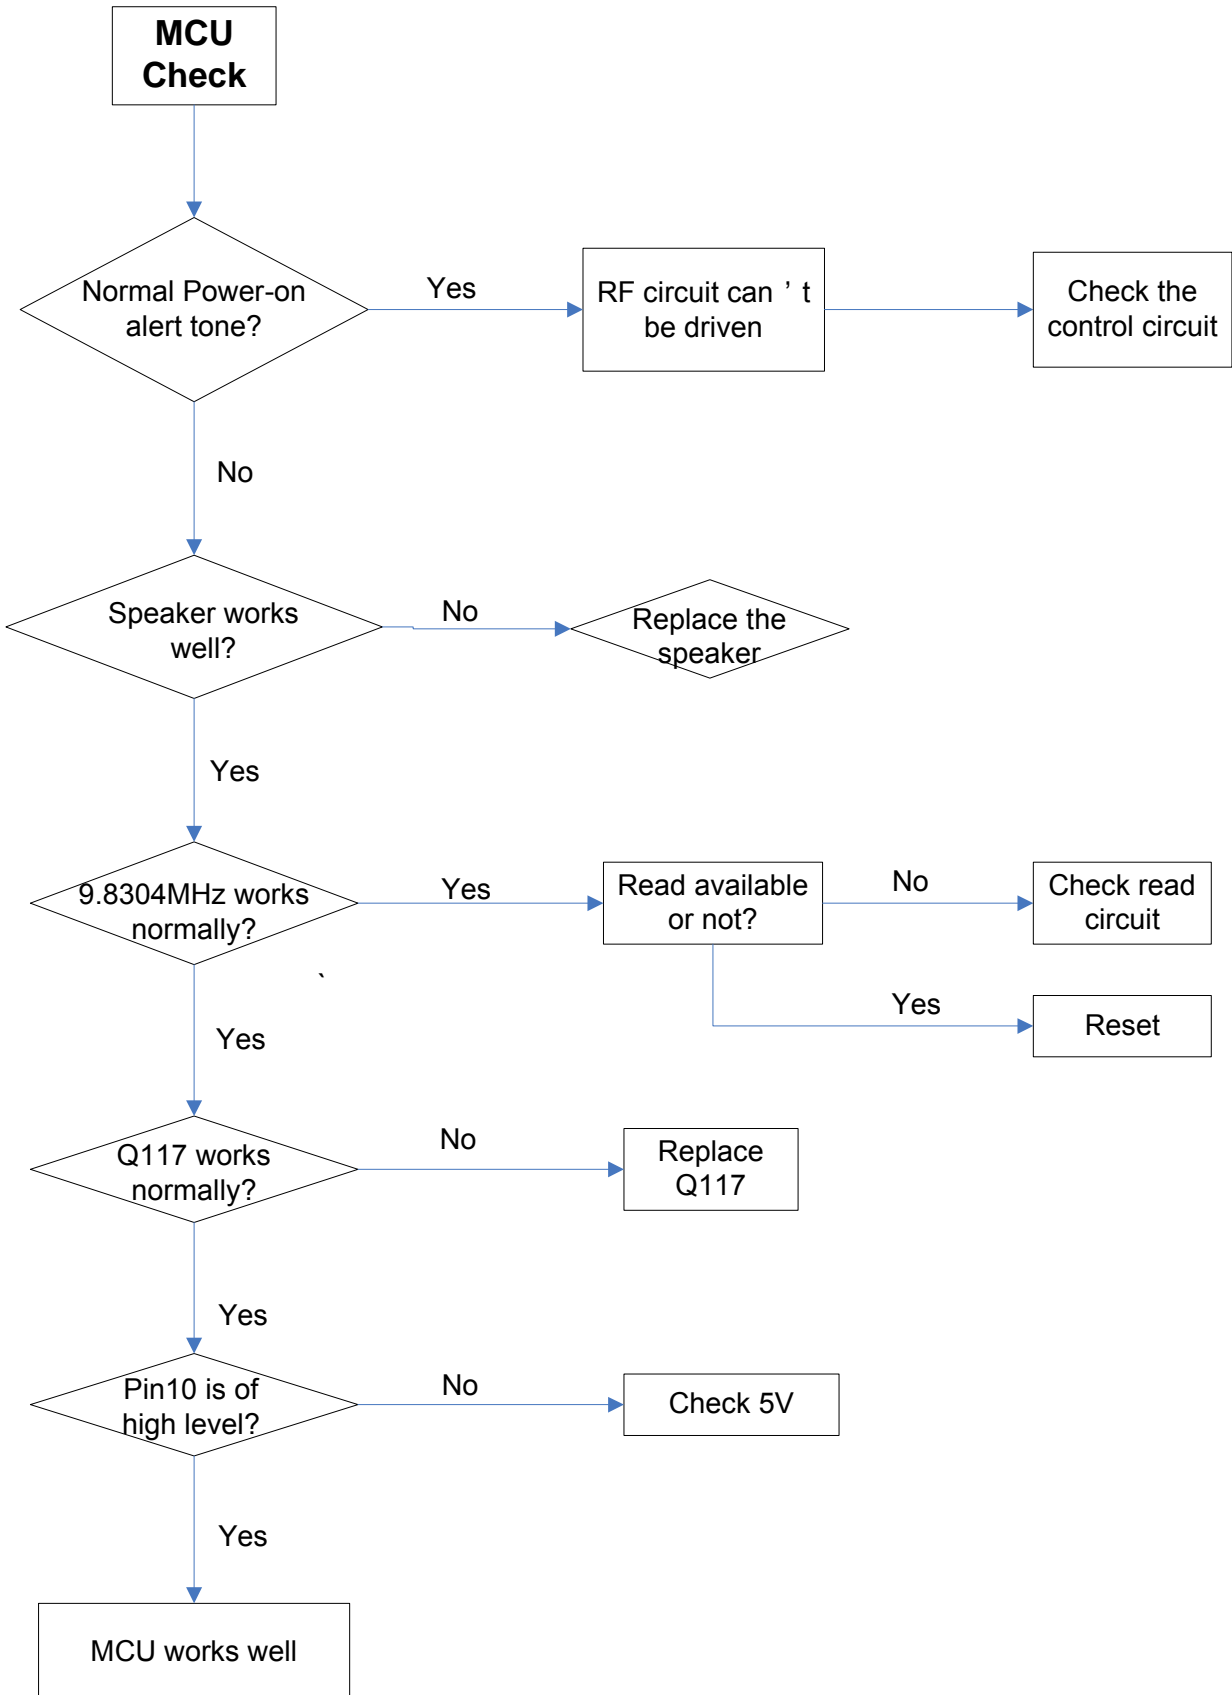 MCU
Check
Normal Power-on
alert tone?
Yes
RF circuit can ’ t
be driven
Check the
control circuit
No
Speaker works
well?
No
Replace the
speaker
Yes
9.8304MHz works
normally?
Yes
Read available
or not?
No
Check read
circuit
`
Yes
Reset
Yes
Q117 works
normally?
No
Replace
Q117
Yes
Pin10 is of
high level?
No
Check 5V
Yes
MCU works well